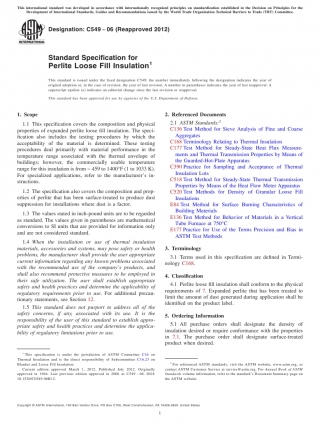 This international standard was developed in accordance with internationally recognized principles on standardization established in the Decision on Principles for the
Development of International Standards, Guides and Recommendations issued by the World Trade Organization Technical Barriers to Trade (TBT) Committee.
ASTM
INTERNATIONAL
Designation: C549 − 06 (Reapproved 2012)
Standard Specification for
Perlite Loose Fill Insulation¹
This standard is issued under the fixed designation C549; the number immediately following the designation indicates the year of
original adoption or, in the case of revision, the year of last revision. A number in parentheses indicates the year of last reapproval. A
superscript epsilon (ε) indicates an editorial change since the last revision or reapproval.
This standard has been approved for use by agencies of the U.S. Department of Defense.
1. Scope
1.1 This specification covers the composition and physical
properties of expanded perlite loose fill insulation. The speci-
fication also includes the testing procedures by which the
acceptability of the material is determined. These testing
procedures deal primarily with material performance in the
temperature range associated with the thermal envelope of
buildings; however, the commercially usable temperature
range for this insulation is from − 459 to 1400°F (1 to 1033 K).
For specialized applications, refer to the manufacturer's in-
structions.
1.2 The specification also covers the composition and prop-
erties of perlite that has been surface-treated to produce dust
suppression for installations where dust is a factor.
1.3 The values stated in inch-pound units are to be regarded
as standard. The values given in parentheses are mathematical
conversions to SI units that are provided for information only
and are not considered standard.
1.4 When the installation or use of thermal insulation
materials, accessories and systems, may pose safety or health
problems, the manufacturer shall provide the user appropriate
current information regarding any known problems associated
with the recommended use of the company's products, and
shall also recommend protective measures to be employed in
their safe utilization. The user shall establish appropriate
safety and health practices and determine the applicability of
regulatory requirements prior to use. For additional precau-
tionary statements, see Section 12.
1.5 This standard does not purport to address all of the
safety concerns, if any, associated with its use. It is the
responsibility of the user of this standard to establish appro-
priate safety and health practices and determine the applica-
bility of regulatory limitations prior to use.
¹ This specification is under the jurisdiction of ASTM Committee C16 on
Thermal Insulation and is the direct responsibility of Subcommittee C16.23 on
Blanket and Loose Fill Insulation.
Current edition approved March 1, 2012. Published July 2012. Originally
approved in 1964. Last previous edition approved in 2006 as C549 – 06. DOI:
10.1520/C0549-06R12.
2. Referenced Documents
2.1 ASTM Standards:²
C136 Test Method for Sieve Analysis of Fine and Coarse
Aggregates
C168 Terminology Relating to Thermal Insulation
C177 Test Method for Steady-State Heat Flux Measure-
ments and Thermal Transmission Properties by Means of
the Guarded-Hot-Plate Apparatus
C390 Practice for Sampling and Acceptance of Thermal
Insulation Lots
C518 Test Method for Steady-State Thermal Transmission
Properties by Means of the Heat Flow Meter Apparatus
C520 Test Methods for Density of Granular Loose Fill
Insulations
E84 Test Method for Surface Burning Characteristics of
Building Materials
E136 Test Method for Behavior of Materials in a Vertical
Tube Furnace at 750°C
E177 Practice for Use of the Terms Precision and Bias in
ASTM Test Methods
3. Terminology
3.1 Terms used in this specification are defined in Termi-
nology C168.
4. Classification
4.1 Perlite loose fill insulation shall conform to the physical
requirements of 7. Expanded perlite that has been treated to
limit the amount of dust generated during application shall be
identified on the product label.
5. Ordering Information
5.1 All purchase orders shall designate the density of
insulation desired or require conformance with the properties
in 7.1. The purchase order shall designate surface-treated
product when desired.
² For referenced ASTM standards, visit the ASTM website, www.astm.org, or
contact ASTM Customer Service at service@astm.org. For Annual Book of ASTM
Standards volume information, refer to the standard's Document Summary page on
the ASTM website.
Copyright © ASTM International, 100 Barr Harbor Drive, PO Box C700, West Conshohocken, PA 19428-2959. United States
1